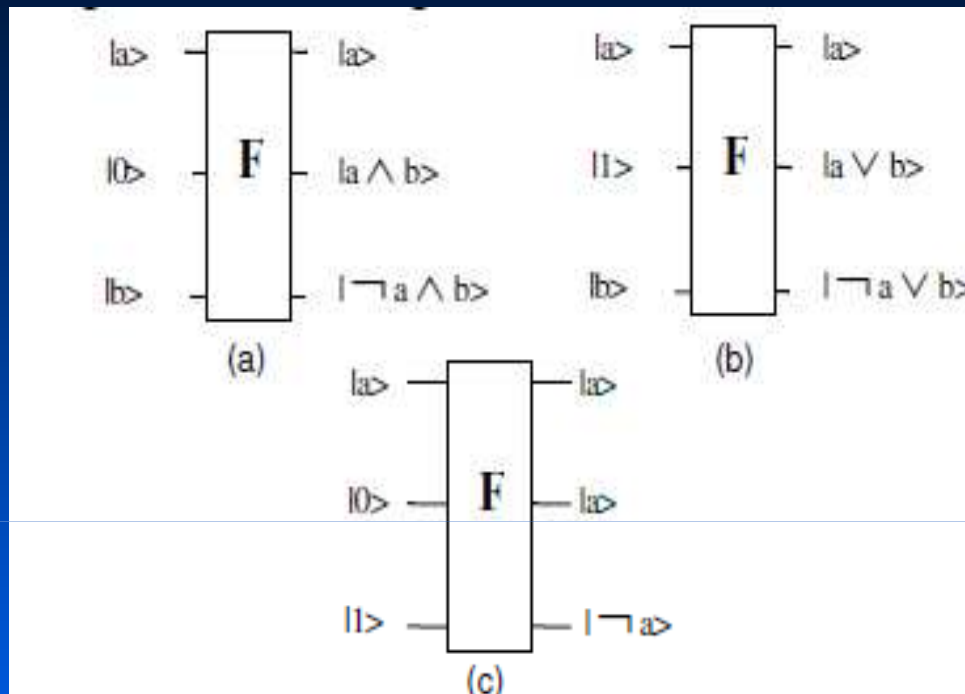 |a> |a>
|0> F |a ∧ b>
|b> |¬a ∧ b>
(a)
|a> |a>
|1> F |a ∨ b>
|b> |¬a ∨ b>
(b)
|a> |a>
|0> F |a>
|1> |¬a>
(c)